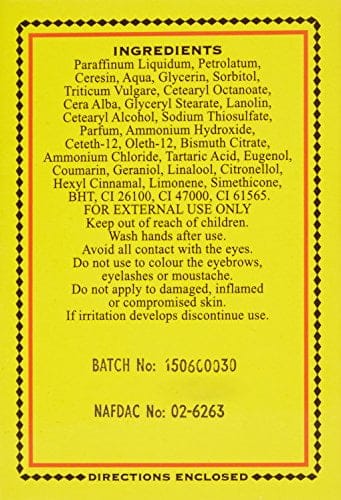 INGREDIENTS
Paraffinum Liquidum, Petrolatum,
Ceresin, Aqua, Glycerin, Sorbitol,
Triticum Vulgare, Cetearyl Octanoate,
Cera Alba, Glyceryl Stearate, Lanolin,
Cetearyl Alcohol, Sodium Thiosulfate,
Parfum, Ammonium Hydroxide,
Ceteth-12, Oleth-12, Bismuth Citrate,
Ammonium Chloride, Tartaric Acid, Eugenol,
Coumarin, Geraniol, Linalool, Citronellol,
Hexyl Cinnamal, Limonene, Simethicone,
BHT, CI 26100, CI 47000, CI 61565.
FOR EXTERNAL USE ONLY
Keep out of reach of children.
Wash hands after use.
Avoid all contact with the eyes.
Do not use to colour the eyebrows,
eyelashes or moustache.
Do not apply to damaged, inflamed
or compromised skin.
If irritation develops discontinue use.
BATCH No: 150600030
NAFDAC No: 02-6263
DIRECTIONS ENCLOSED